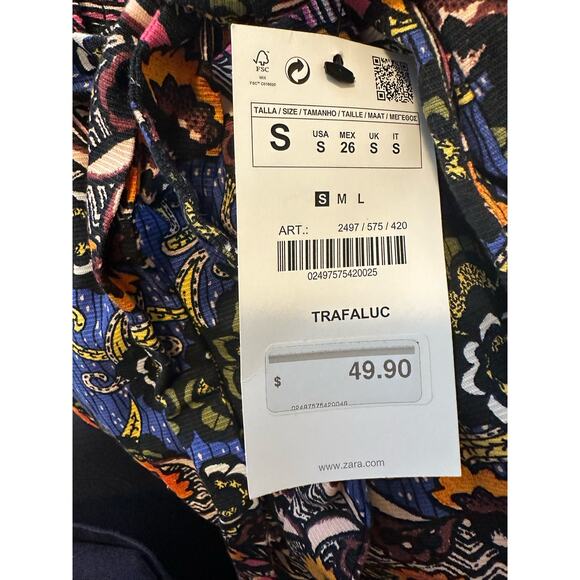 FSC
MIX
TALLA / SIZE / TAMANHO / TAILLE / MAAT / ΜΕΓΕΘΟΣ
S
USA MEX UK IT
S 26 S S
S M L
ART.: 2497 / 575 / 420
02497575420025
TRAFALUC
$ 49.90
www.zara.com